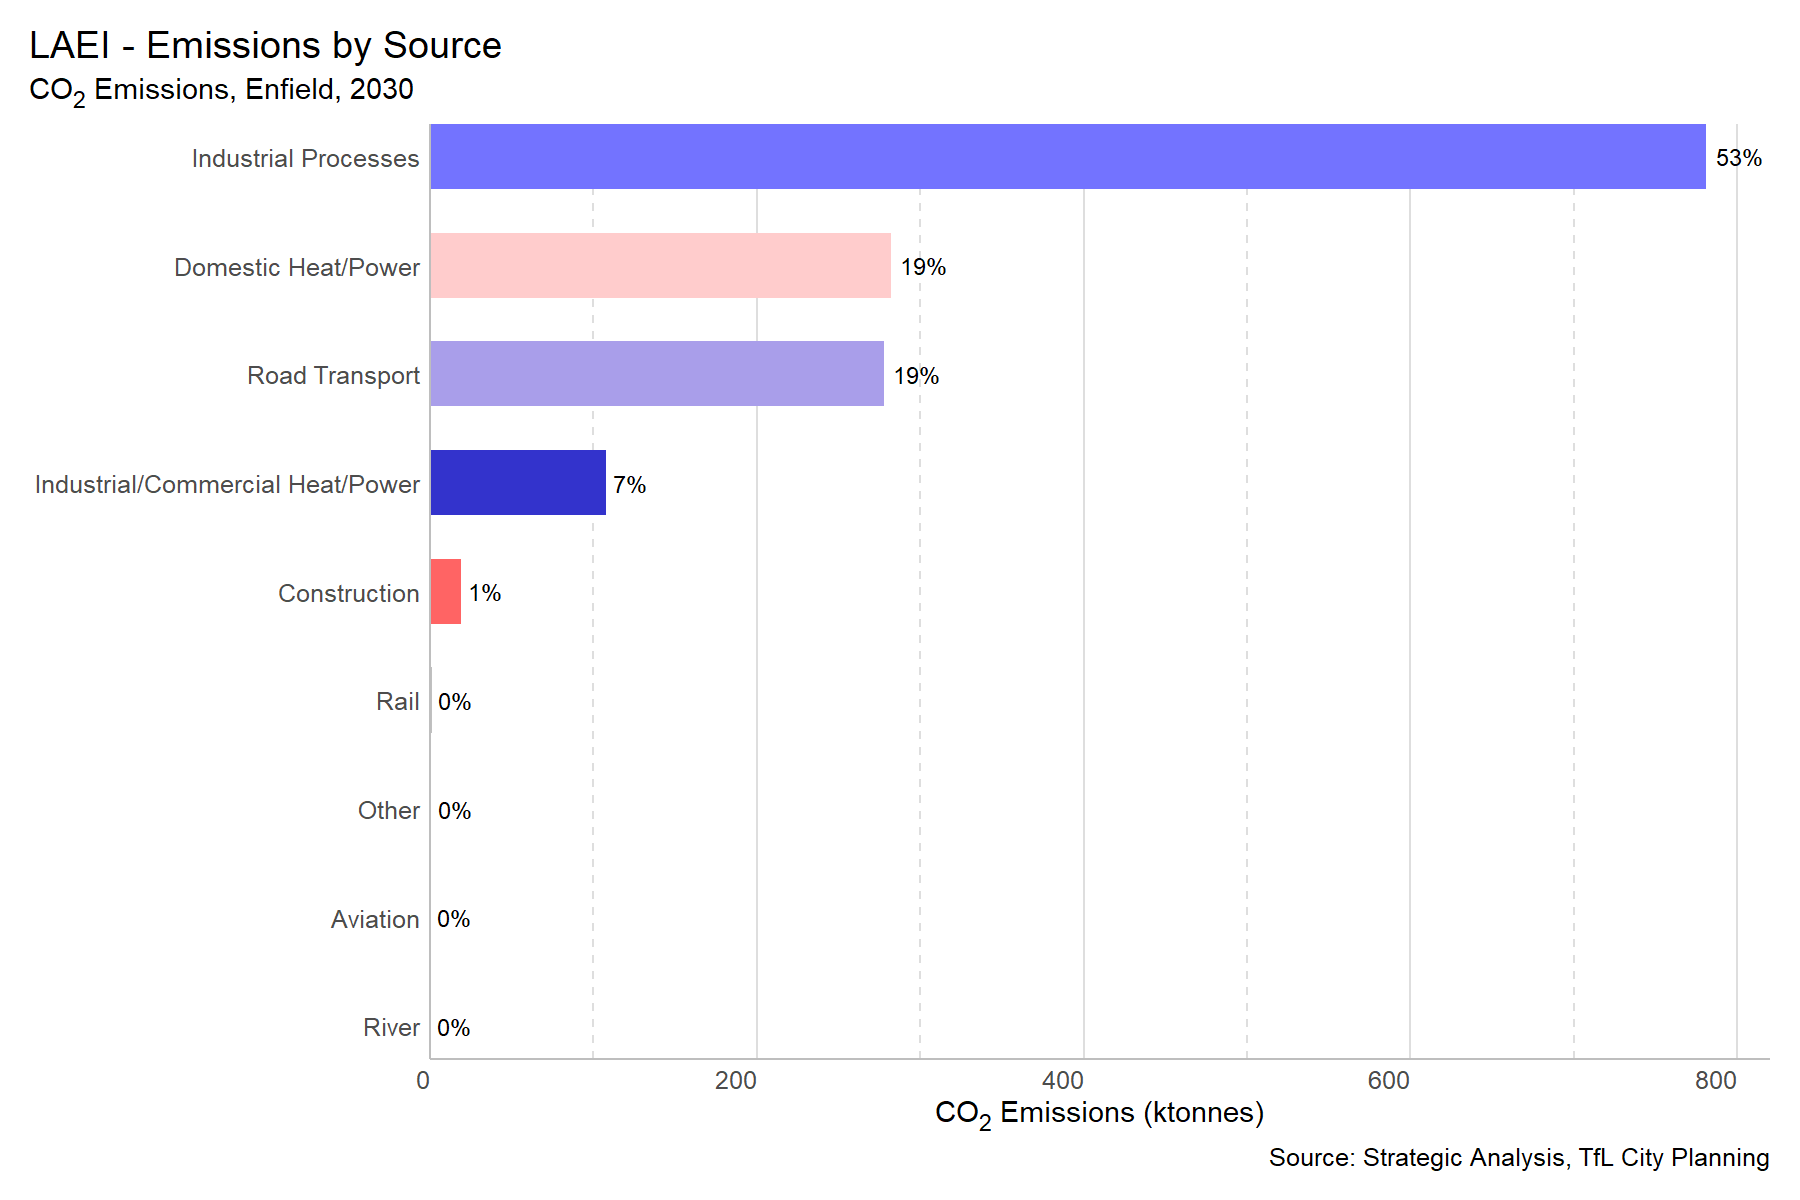 LAEI - Emissions by Source
CO₂ Emissions, Enfield, 2030
Industrial Processes 53%
Domestic Heat/Power 19%
Road Transport 19%
Industrial/Commercial Heat/Power 7%
Construction 1%
Rail 0%
Other 0%
Aviation 0%
River 0%
0 200 400 600 800
CO₂ Emissions (ktonnes)
Source: Strategic Analysis, TfL City Planning